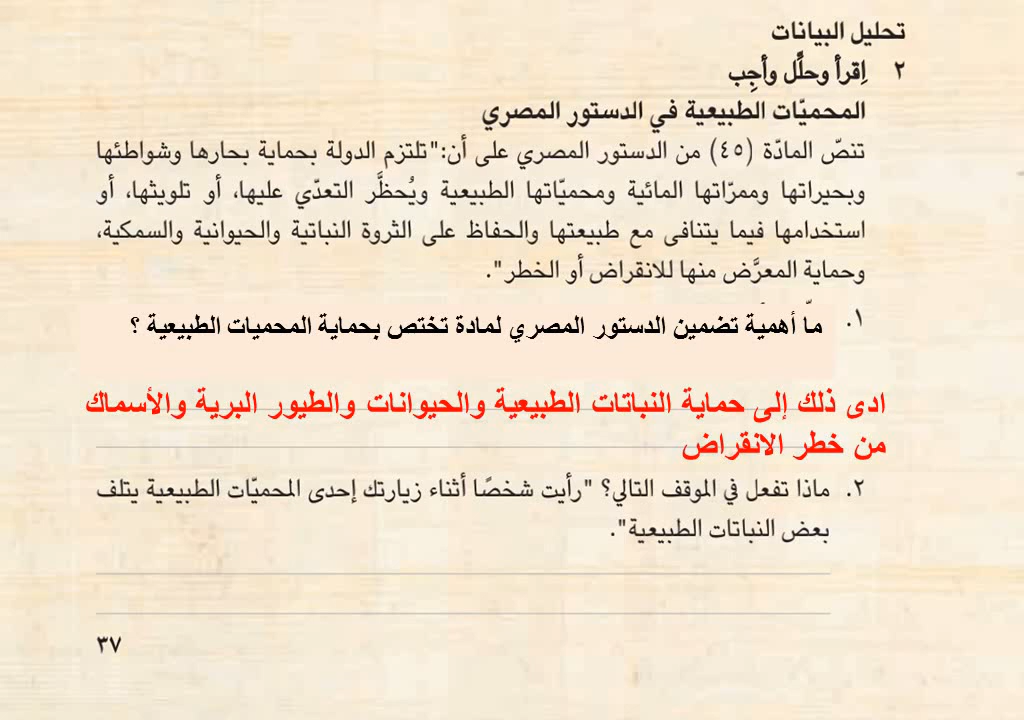 تحليل البيانات
٢ اِقرأ وحلِّل وأجِب
المحميّات الطبيعية في الدستور المصري
تنصّ المادّة (٤٥) من الدستور المصري على أن:"تلتزم الدولة بحماية بحارها وشواطئها
وبحيراتها وممرّاتها المائية ومحميّاتها الطبيعية ويُحظَّر التعدّي عليها، أو تلويثها، أو
استخدامها فيما يتنافى مع طبيعتها والحفاظ على الثروة النباتية والحيوانية والسمكية،
وحماية المعرَّض منها للانقراض أو الخطر".
١. ما أهمية تضمين الدستور المصري لمادة تختص بحماية المحميات الطبيعية ؟
ادى ذلك إلى حماية النباتات الطبيعية والحيوانات والطيور البرية والأسماك
من خطر الانقراض
٢. ماذا تفعل في الموقف التالي؟ "رأيت شخصًا أثناء زيارتك إحدى المحميّات الطبيعية يتلف
بعض النباتات الطبيعية".
٣٧